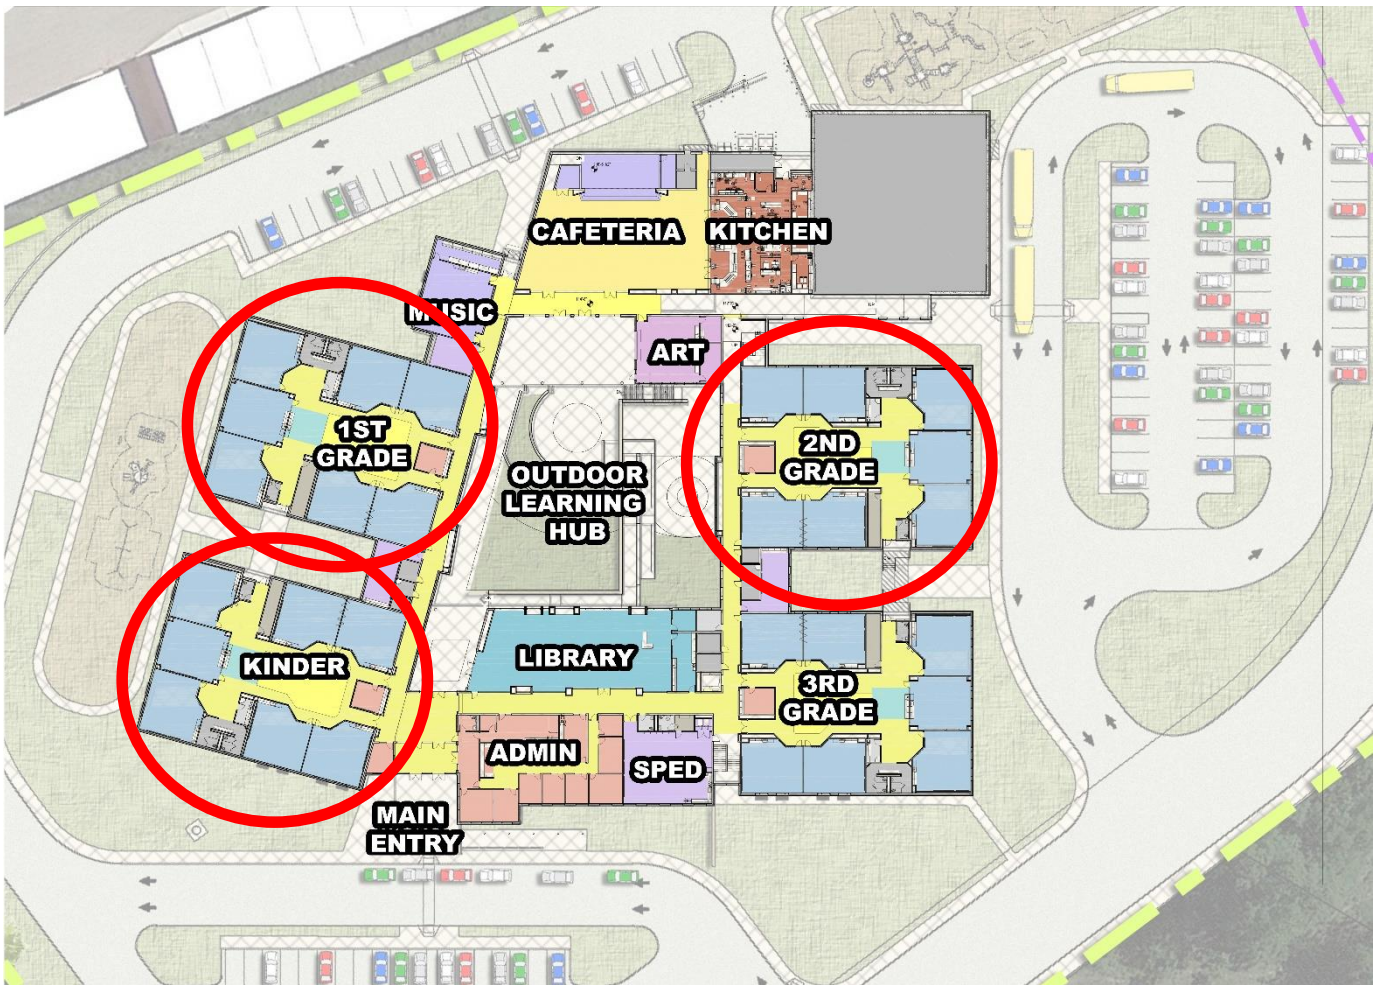 CAFETERIA
KITCHEN
MUSIC
ART
1ST
GRADE
2ND
GRADE
OUTDOOR
LEARNING
HUB
KINDER
LIBRARY
3RD
GRADE
ADMIN
SPED
MAIN
ENTRY